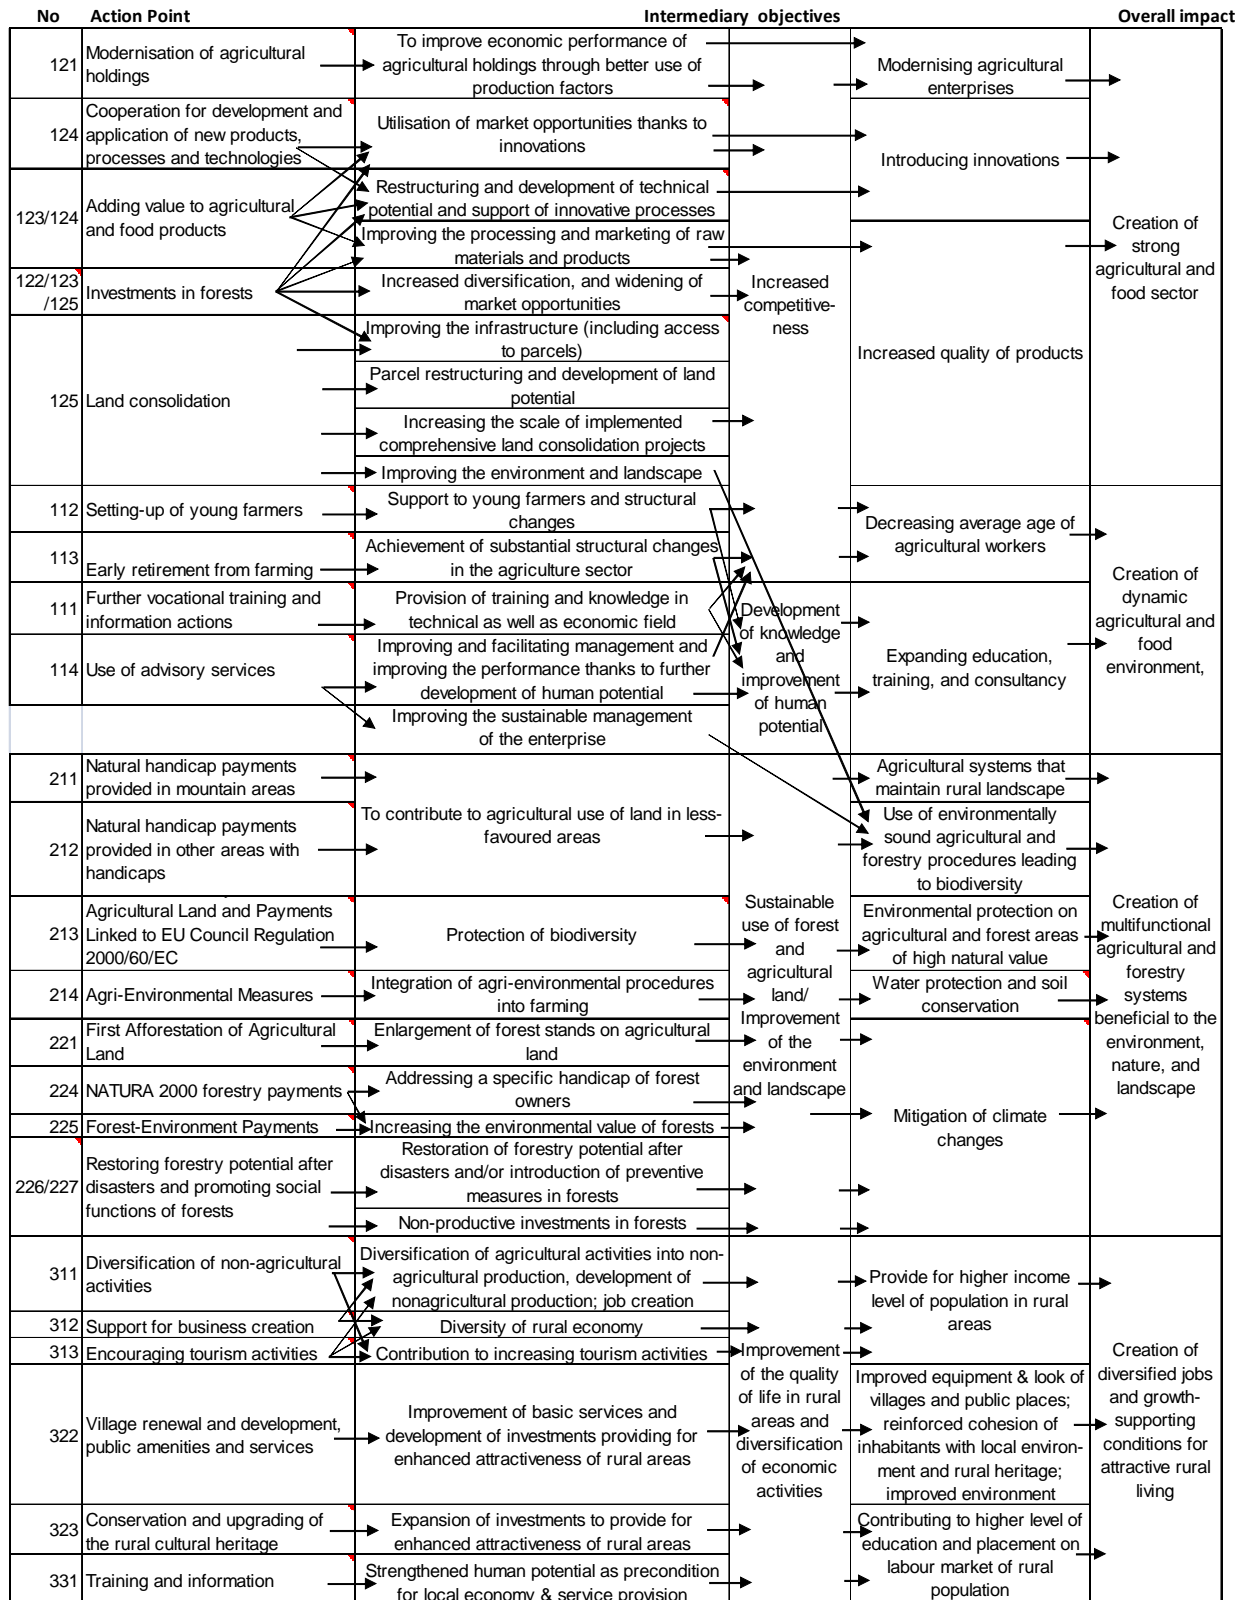 No Action Point Intermediary objectives Overall impact
121
Modernisation of agricultural
holdings
To improve economic performance of
agricultural holdings through better use of
production factors
Modernising agricultural
enterprises
124
Cooperation for development and
application of new products,
processes and technologies
Utilisation of market opportunities thanks to
innovations
Introducing innovations
123/124
Adding value to agricultural
and food products
Restructuring and development of technical
potential and support of innovative processes
Improving the processing and marketing of raw
materials and products
122/123
/125
Investments in forests
Increased diversification, and widening of
market opportunities
Increased
competitive-
ness
Creation of
strong
agricultural and
food sector
125
Land consolidation
Improving the infrastructure (including access
to parcels)
Parcel restructuring and development of land
potential
Increasing the scale of implemented
comprehensive land consolidation projects
Improving the environment and landscape
Increased quality of products
112
Setting-up of young farmers
Support to young farmers and structural
changes
Decreasing average age of
agricultural workers
113
Early retirement from farming
Achievement of substantial structural changes
in the agriculture sector
111
Further vocational training and
information actions
Provision of training and knowledge in
technical as well as economic field
Development
of knowledge
and
improvement
of human
potential
Expanding education,
training, and consultancy
Creation of
dynamic
agricultural and
food
environment,
114
Use of advisory services
Improving and facilitating management and
improving the performance thanks to further
development of human potential
Improving the sustainable management
of the enterprise
211
Natural handicap payments
provided in mountain areas
To contribute to agricultural use of land in less-
favoured areas
Agricultural systems that
maintain rural landscape
212
Natural handicap payments
provided in other areas with
handicaps
Use of environmentally
sound agricultural and
forestry procedures leading
to biodiversity
213
Agricultural Land and Payments
Linked to EU Council Regulation
2000/60/EC
Protection of biodiversity
Sustainable
use of forest
and
agricultural
land/
Improvement
of the
environment
and landscape
Environmental protection on
agricultural and forest areas
of high natural value
Creation of
multifunctional
agricultural and
forestry
systems
beneficial to the
environment,
nature, and
landscape
214
Agri-Environmental Measures
Integration of agri-environmental procedures
into farming
Water protection and soil
conservation
221
First Afforestation of Agricultural
Land
Enlargement of forest stands on agricultural
land
224
NATURA 2000 forestry payments
Addressing a specific handicap of forest
owners
Mitigation of climate
changes
225
Forest-Environment Payments
Increasing the environmental value of forests
226/227
Restoring forestry potential after
disasters and promoting social
functions of forests
Restoration of forestry potential after
disasters and/or introduction of preventive
measures in forests
Non-productive investments in forests
311
Diversification of non-agricultural
activities
Diversification of agricultural activities into non-
agricultural production, development of
nonagricultural production; job creation
Provide for higher income
level of population in rural
areas
312
Support for business creation
Diversity of rural economy
313
Encouraging tourism activities
Contribution to increasing tourism activities
Improvement
of the quality
of life in rural
areas and
diversification
of economic
activities
Creation of
diversified jobs
and growth-
supporting
conditions for
attractive rural
living
322
Village renewal and development,
public amenities and services
Improvement of basic services and
development of investments providing for
enhanced attractiveness of rural areas
Improved equipment & look of
villages and public places;
reinforced cohesion of
inhabitants with local environ-
ment and rural heritage;
improved environment
323
Conservation and upgrading of
the rural cultural heritage
Expansion of investments to provide for
enhanced attractiveness of rural areas
Contributing to higher level of
education and placement on
labour market of rural
population
331
Training and information
Strengthened human potential as precondition
for local economy & service provision